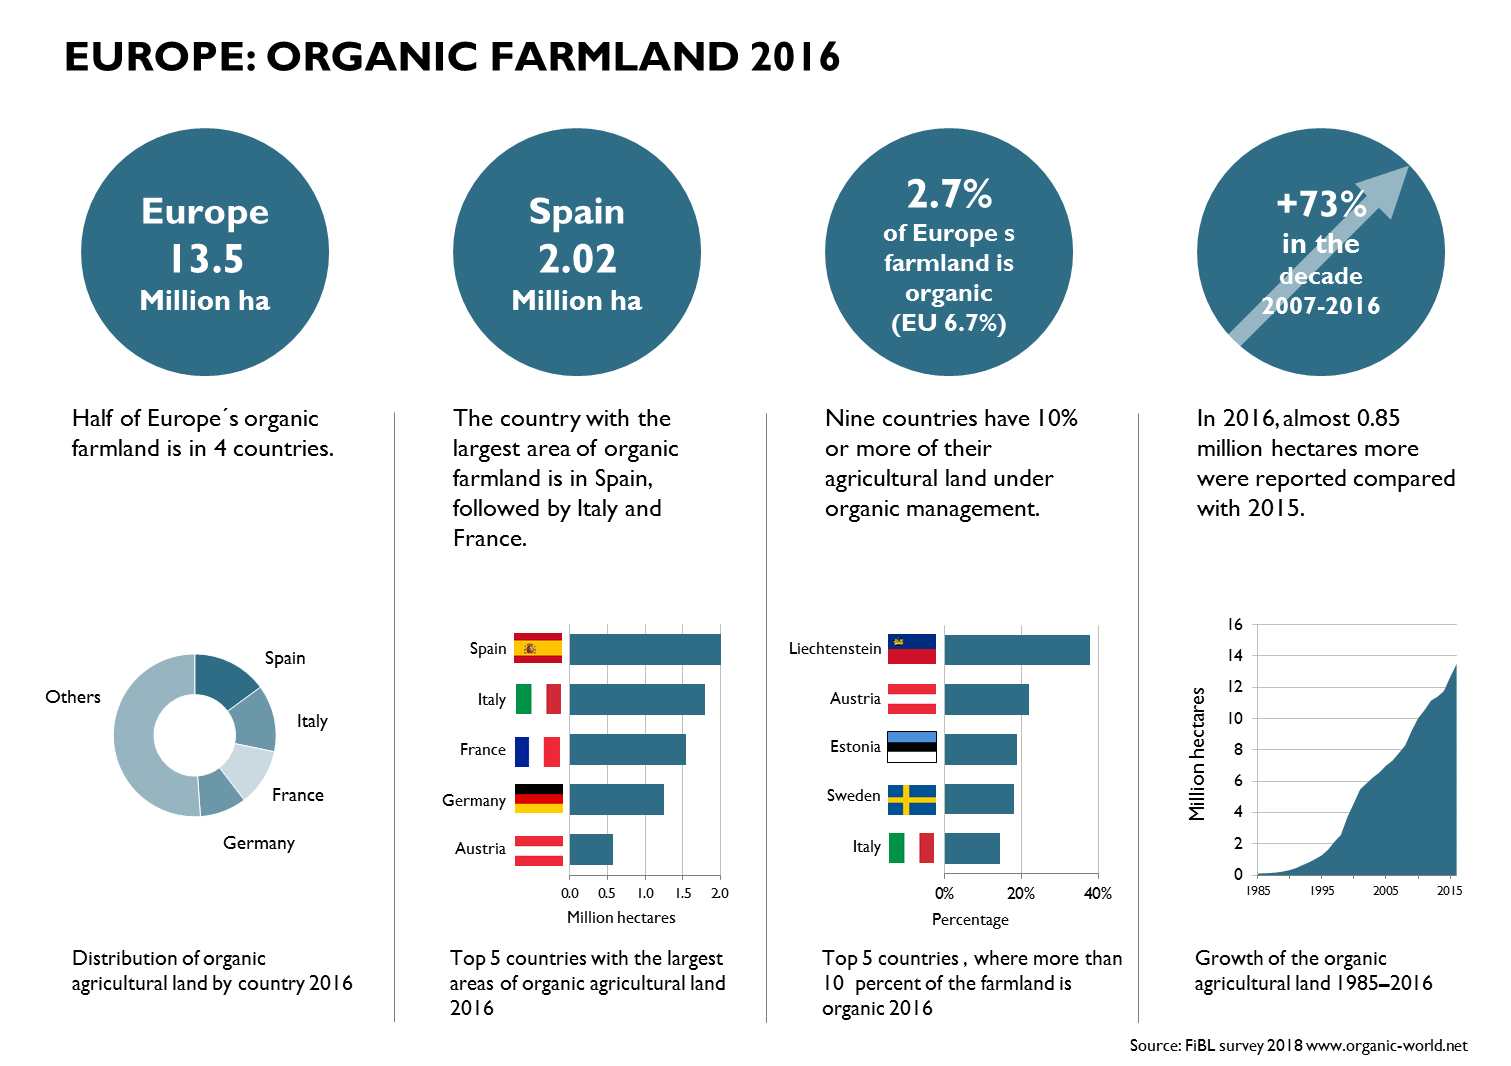 EUROPE: ORGANIC FARMLAND 2016
Europe
13.5
Million ha
Spain
2.02
Million ha
2.7%
of Europe s
farmland is
organic
(EU 6.7%)
+73%
in the
decade
2007-2016
Half of Europe´s organic
farmland is in 4 countries.
The country with the
largest area of organic
farmland is in Spain,
followed by Italy and
France.
Nine countries have 10%
or more of their
agricultural land under
organic management.
In 2016, almost 0.85
million hectares more
were reported compared
with 2015.
Spain
Italy
France
Germany
Others
Distribution of organic
agricultural land by country 2016
Spain
Italy
France
Germany
Austria
0.0 0.5 1.0 1.5 2.0
Million hectares
Top 5 countries with the largest
areas of organic agricultural land
2016
Liechtenstein
Austria
Estonia
Sweden
Italy
0% 20% 40%
Percentage
Top 5 countries , where more than
10 percent of the farmland is
organic 2016
Million hectares
16
14
12
10
8
6
4
2
0
1985 1995 2005 2015
Growth of the organic
agricultural land 1985–2016
Source: FiBL survey 2018 www.organic-world.net